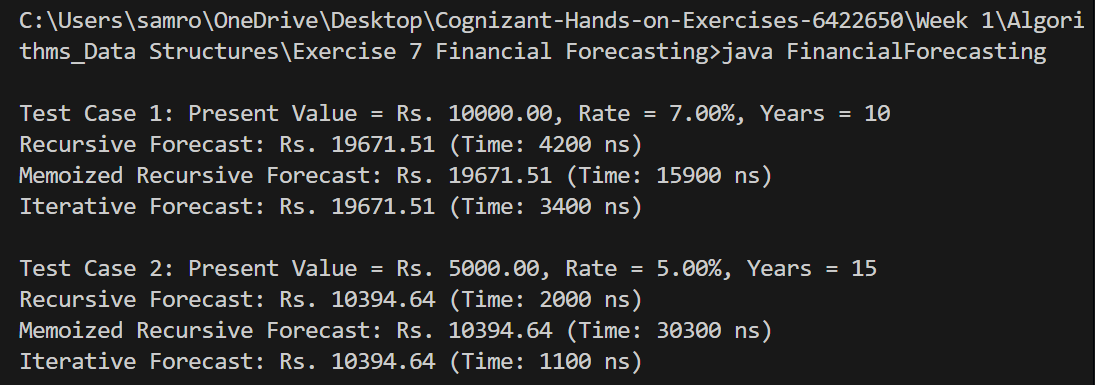 C:\Users\samro\OneDrive\Desktop\Cognizant-Hands-on-Exercises-6422650\Week 1\Algori
thms_Data Structures\Exercise 7 Financial Forecasting>java FinancialForecasting
Test Case 1: Present Value = Rs. 10000.00, Rate = 7.00%, Years = 10
Recursive Forecast: Rs. 19671.51 (Time: 4200 ns)
Memoized Recursive Forecast: Rs. 19671.51 (Time: 15900 ns)
Iterative Forecast: Rs. 19671.51 (Time: 3400 ns)
Test Case 2: Present Value = Rs. 5000.00, Rate = 5.00%, Years = 15
Recursive Forecast: Rs. 10394.64 (Time: 2000 ns)
Memoized Recursive Forecast: Rs. 10394.64 (Time: 30300 ns)
Iterative Forecast: Rs. 10394.64 (Time: 1100 ns)